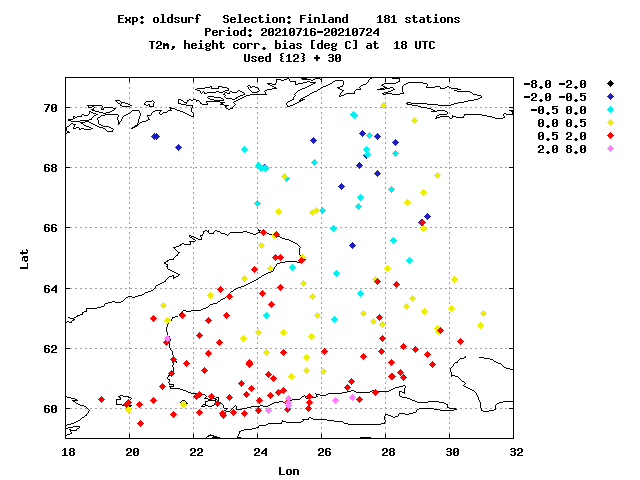 Exp: oldsurf Selection: Finland 181 stations
Period: 20210716-20210724
T2m, height corr. bias [deg C] at 18 UTC
Used {12} + 30
-8.0 -2.0
-2.0 -0.5
-0.5 0.0
0.0 0.5
0.5 2.0
2.0 8.0
70
68
66
64
62
60
Lat
18 20 22 24 26 28 30 32
Lon